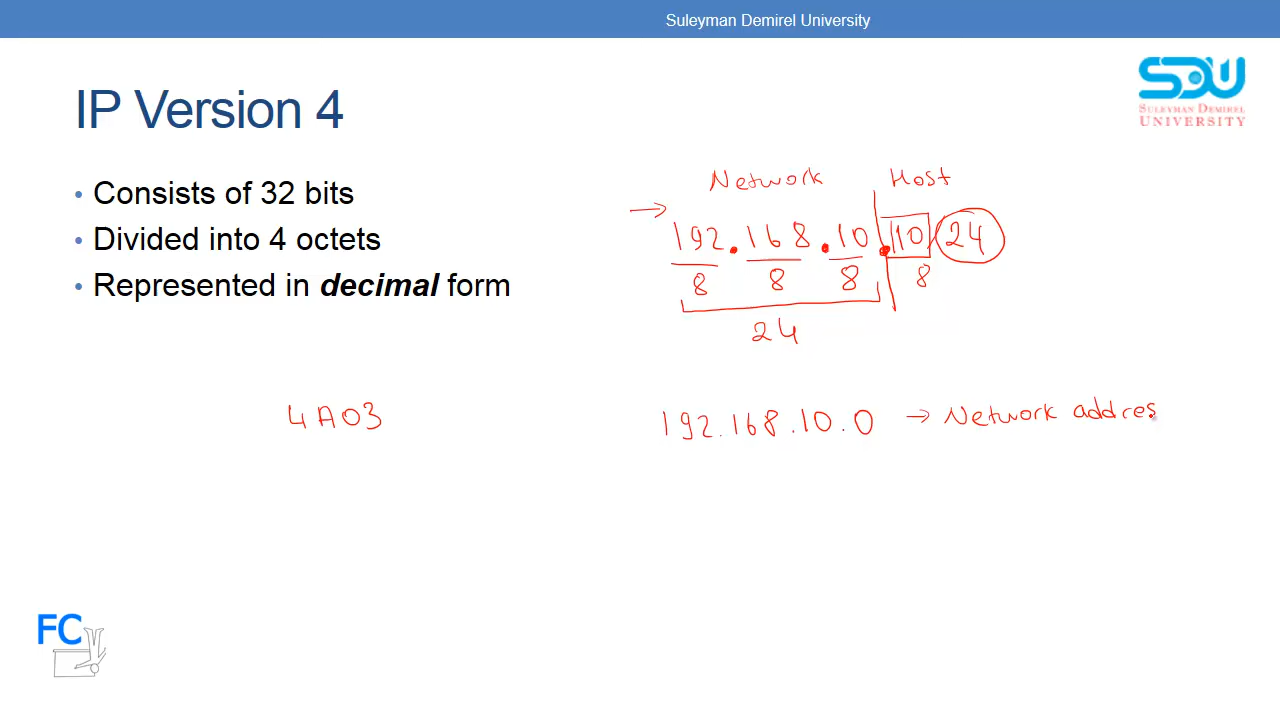 Suleyman Demirel University
SDU
SULEYMAN DEMIREL
UNIVERSITY
IP Version 4
• Consists of 32 bits
• Divided into 4 octets
• Represented in decimal form
Network Host
→
192.168.10.10/24
8 8 8 8
24
4A03
192.168.10.0 → Network addres
FC